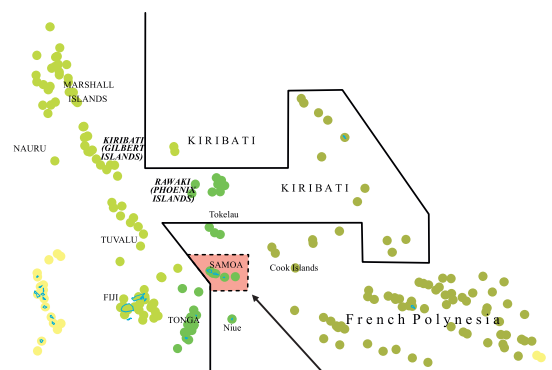 MARSHALL
ISLANDS
NAURU
KIRIBATI
(GILBERT
ISLANDS)
KIRIBATI
RAWAKI
(PHOENIX
ISLANDS)
KIRIBATI
Tokelau
TUVALU
SAMOA
Cook Islands
FIJI
TONGA
Niue
French Polynesia